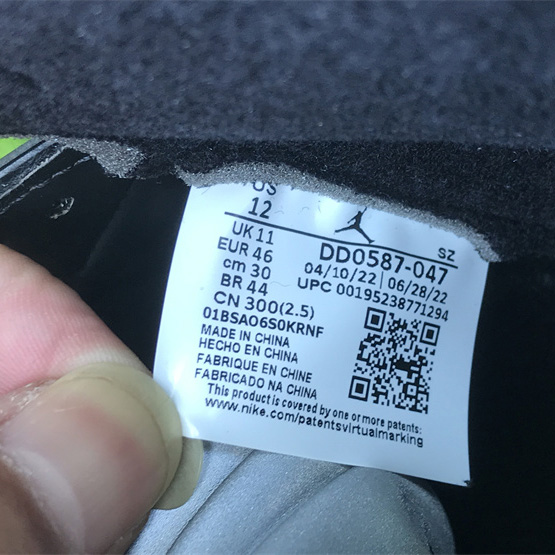 US
12
UK 11
EUR 46
cm 30
BR 44
CN 300(2.5)
SZ
DD0587-047
04/10/22 | 06/28/22
UPC 00195238771294
01BSAO6S0KRNF
MADE IN CHINA
HECHO EN CHINA
FABRIQUE EN CHINE
FABRICADO NA CHINA
This product is covered by one or more patents:
www.nike.com/patentsvirtualmarking